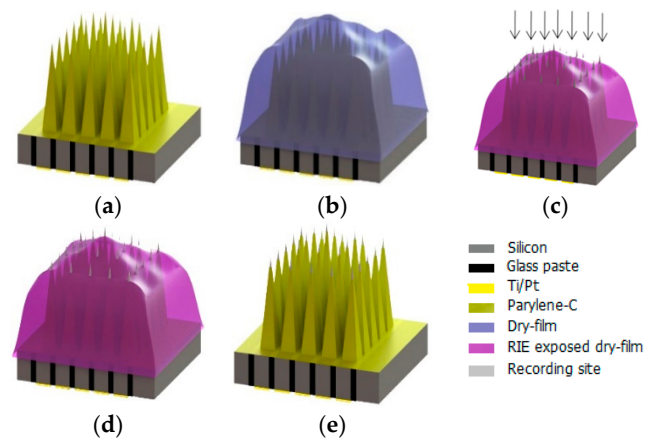 (a)
(b)
(c)
(d)
(e)
Silicon
Glass paste
Ti/Pt
Parylene-C
Dry-film
RIE exposed dry-film
Recording site